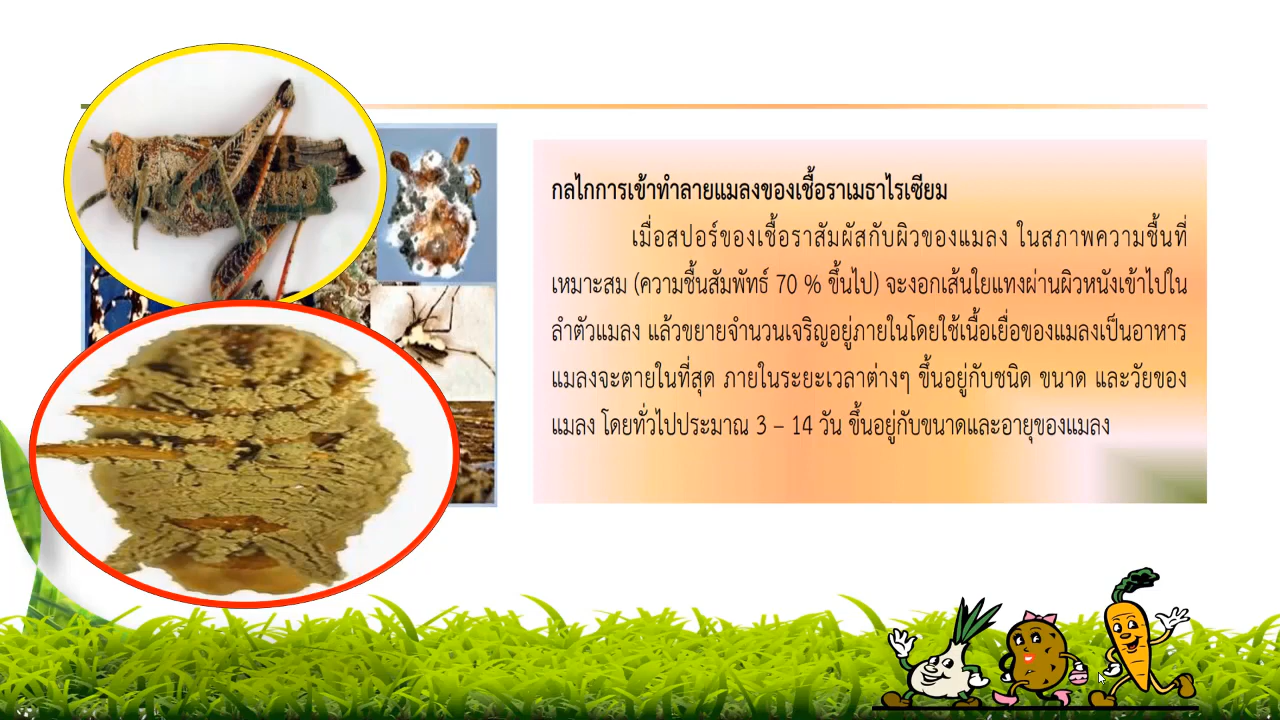 กลไกการเข้าทำลายแมลงของเชื้อราเมธาไรเซียม
เมื่อสปอร์ของเชื้อราสัมผัสกับผิวของแมลง ในสภาพความชื้นที่
เหมาะสม (ความชื้นสัมพัทธ์ 70 % ขึ้นไป) จะงอกเส้นใยแทงผ่านผิวหนังเข้าไปใน
ลำตัวแมลง แล้วขยายจำนวนเจริญอยู่ภายในโดยใช้เนื้อเยื่อของแมลงเป็นอาหาร
แมลงจะตายในที่สุด ภายในระยะเวลาต่างๆ ขึ้นอยู่กับชนิด ขนาด และวัยของ
แมลง โดยทั่วไปประมาณ 3 – 14 วัน ขึ้นอยู่กับขนาดและอายุของแมลง